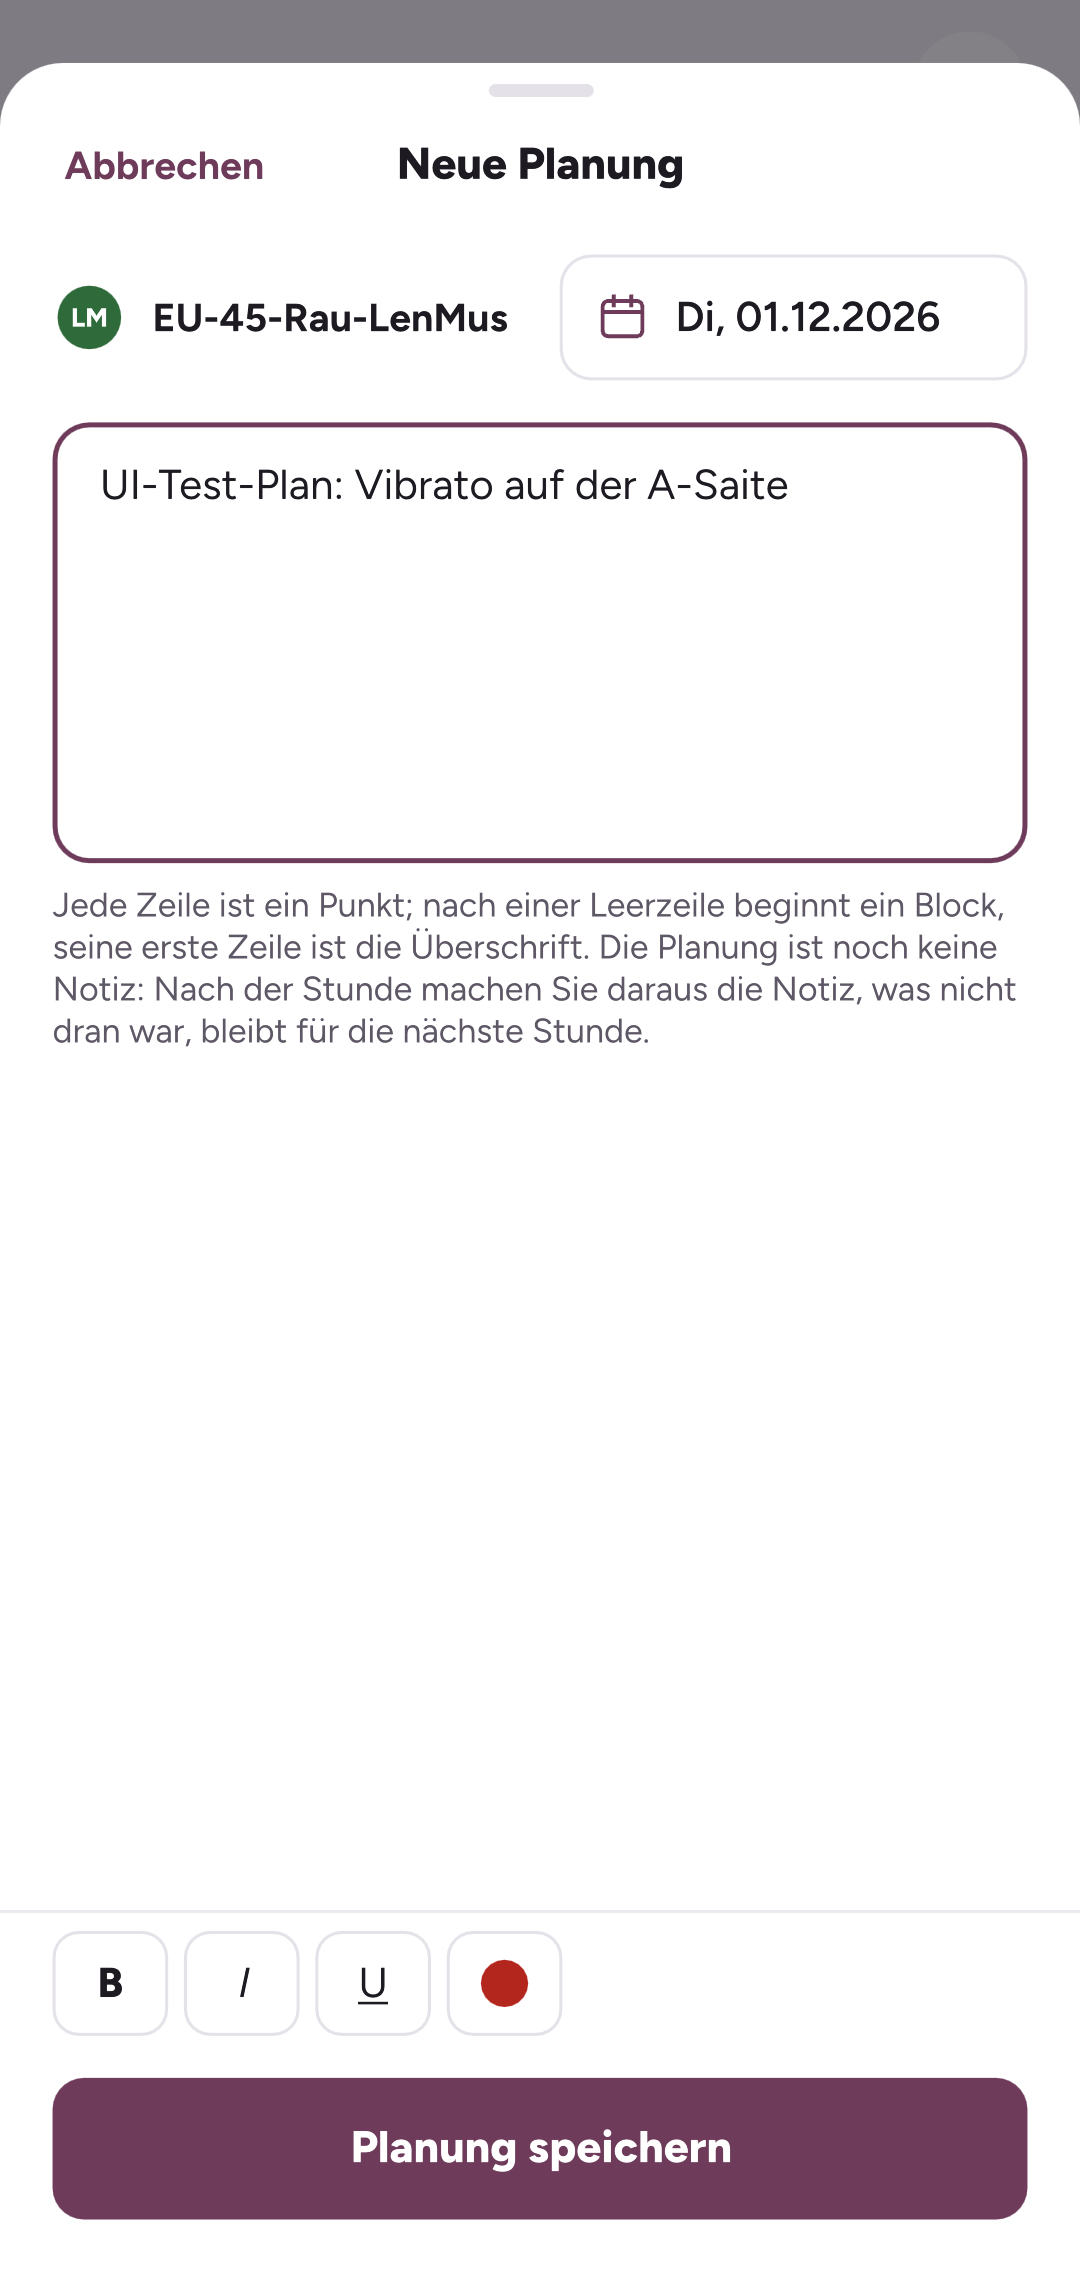 Abbrechen
Neue Planung
LM
EU-45-Rau-LenMus
Di, 01.12.2026
UI-Test-Plan: Vibrato auf der A-Saite
Jede Zeile ist ein Punkt; nach einer Leerzeile beginnt ein Block,
seine erste Zeile ist die Überschrift. Die Planung ist noch keine
Notiz: Nach der Stunde machen Sie daraus die Notiz, was nicht
dran war, bleibt für die nächste Stunde.
B
I
U
Planung speichern